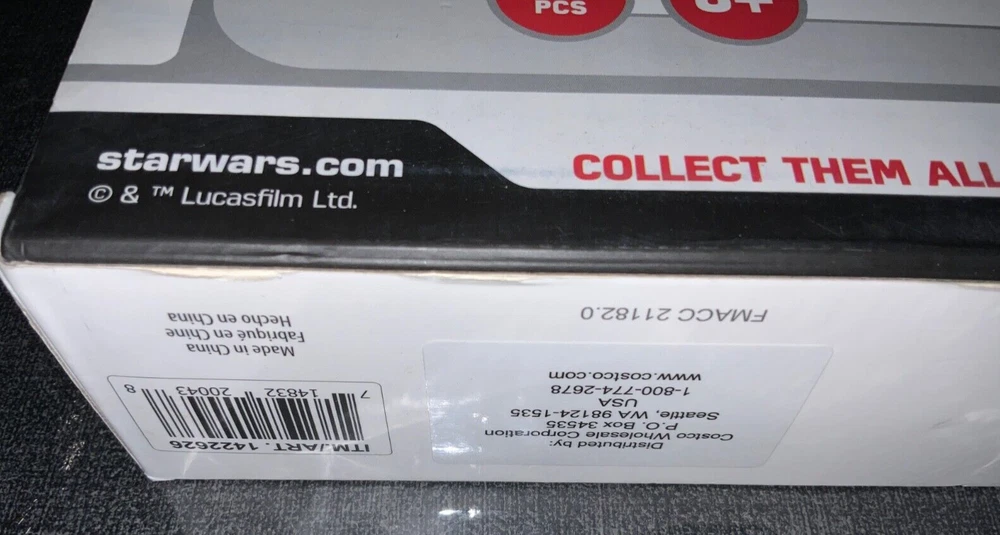 PCS
8+
starwars.com
© & ™ Lucasfilm Ltd.
COLLECT THEM ALL
FMACC 21182.0
Made in China
Fabriqué en Chine
Hecho en China
ITM./ART. 1422626
7 14832 20043 8
Distributed by:
Costco Wholesale Corporation
P.O. Box 34535
Seattle, WA 98124-1535
USA
1-800-774-2678
www.costco.com